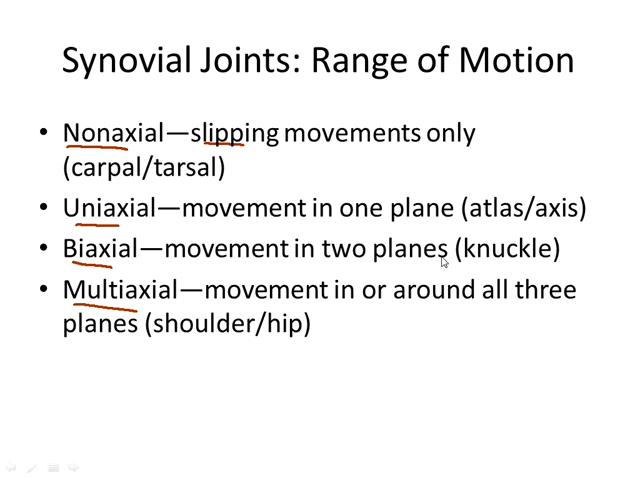 Synovial Joints: Range of Motion
• Nonaxial—slipping movements only
(carpal/tarsal)
• Uniaxial—movement in one plane (atlas/axis)
• Biaxial—movement in two planes (knuckle)
• Multiaxial—movement in or around all three
planes (shoulder/hip)